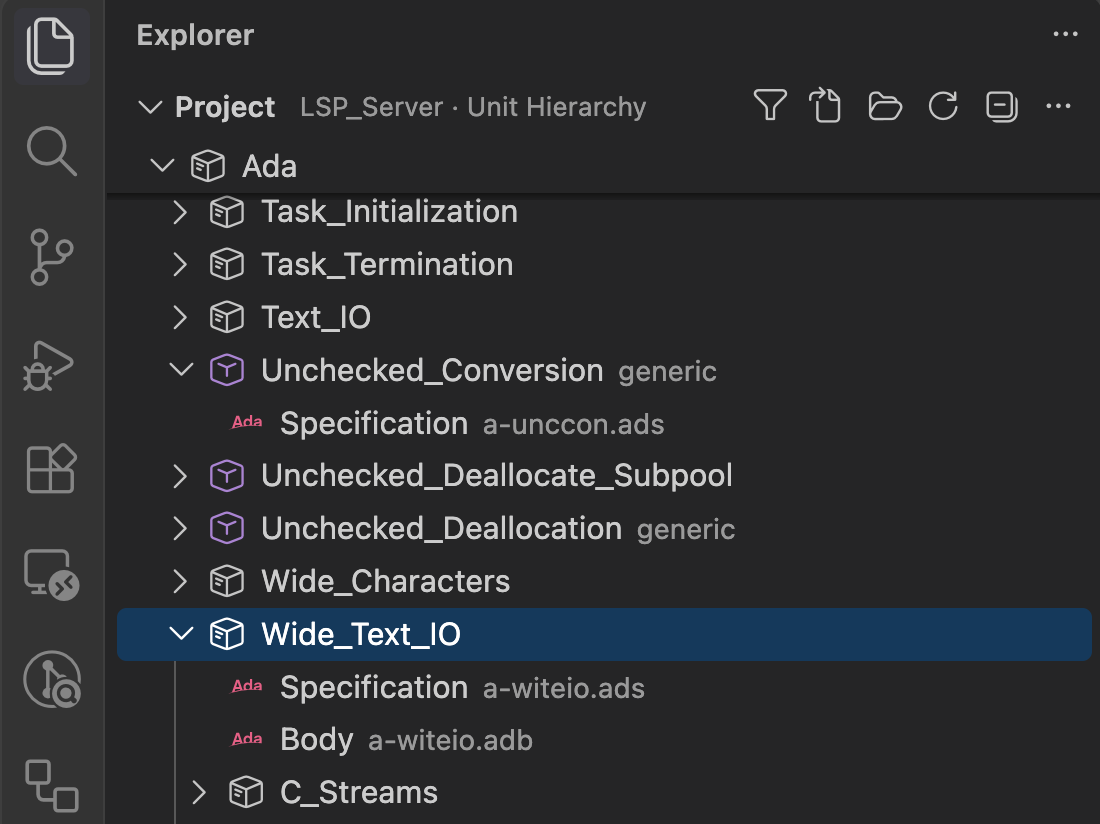 Explorer
Project LSP_Server · Unit Hierarchy
Ada
Task_Initialization
Task_Termination
Text_IO
Unchecked_Conversion generic
Ada Specification a-unccon.ads
Unchecked_Deallocate_Subpool
Unchecked_Deallocation generic
Wide_Characters
Wide_Text_IO
Ada Specification a-witeio.ads
Ada Body a-witeio.adb
C_Streams